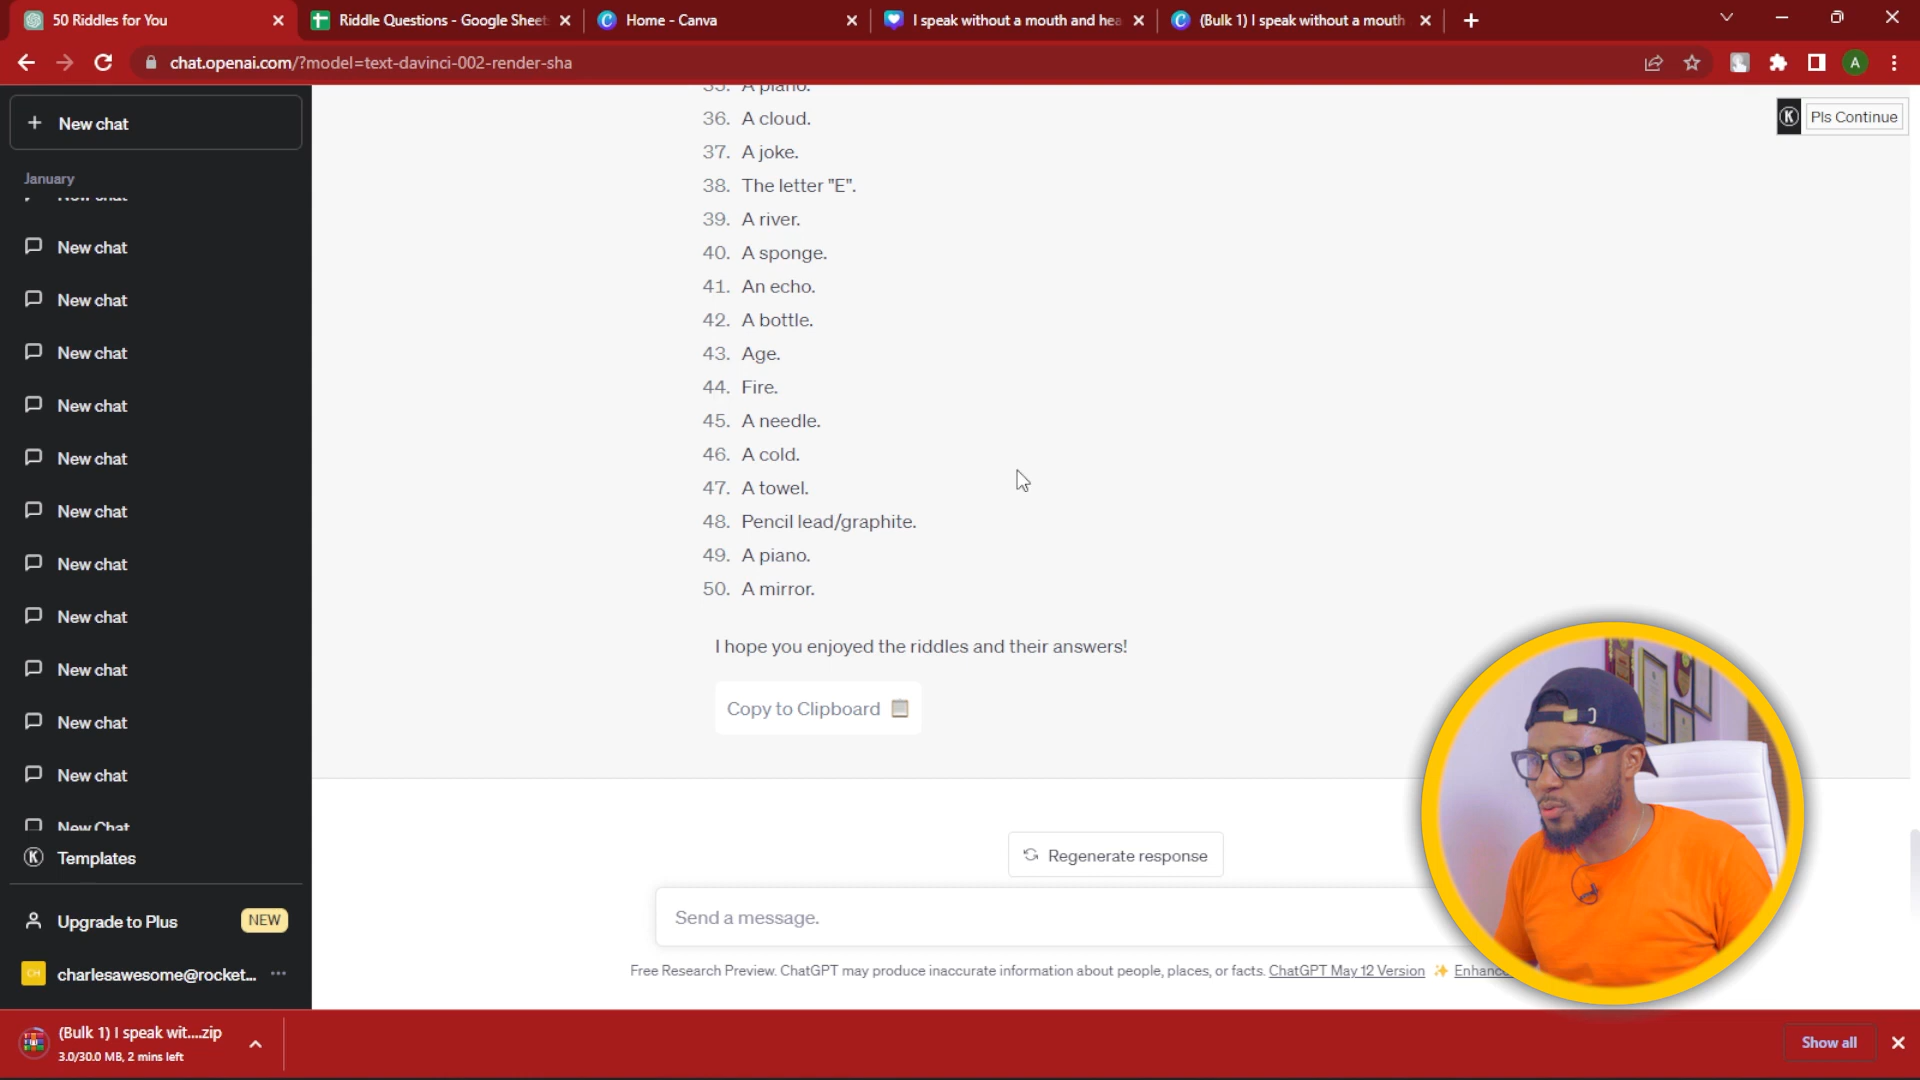 50 Riddles for You
Riddle Questions - Google Sheet
Home - Canva
I speak without a mouth and hea
(Bulk 1) I speak without a mouth
chat.openai.com/?model=text-davinci-002-render-sha
A
New chat
January
New chat
New chat
New chat
New chat
New chat
New chat
New chat
New chat
New chat
New chat
New chat
New chat
New Chat
Templates
Upgrade to Plus
NEW
CH
charlesawesome@rocket...
35. A piano.
36. A cloud.
37. A joke.
38. The letter "E".
39. A river.
40. A sponge.
41. An echo.
42. A bottle.
43. Age.
44. Fire.
45. A needle.
46. A cold.
47. A towel.
48. Pencil lead/graphite.
49. A piano.
50. A mirror.
I hope you enjoyed the riddles and their answers!
Copy to Clipboard
K Pls Continue
Regenerate response
Send a message.
Free Research Preview. ChatGPT may produce inaccurate information about people, places, or facts. ChatGPT May 12 Version Enhance
(Bulk 1) I speak wit....zip
3.0/30.0 MB, 2 mins left
Show all